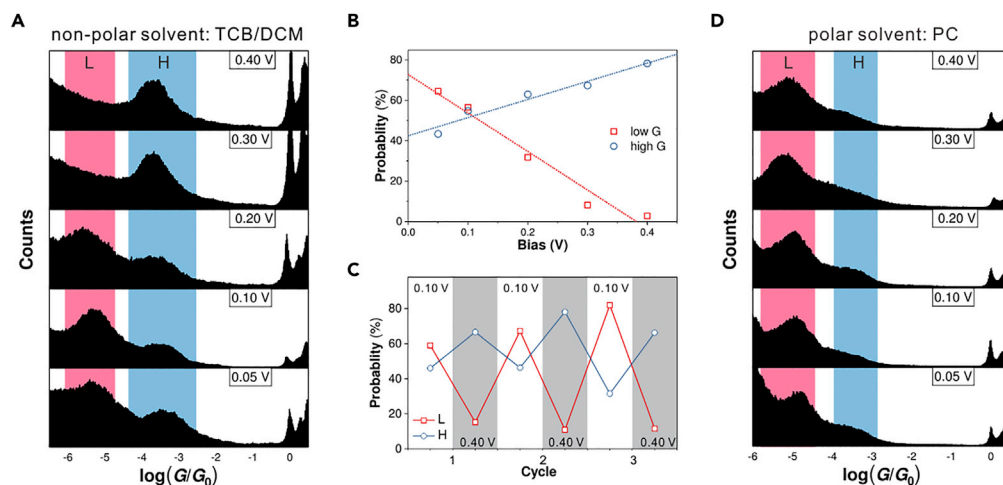 A
non-polar solvent: TCB/DCM
L H
0.40 V
0.30 V
0.20 V
0.10 V
0.05 V
Counts
-6 -5 -4 -3 -2 -1 0
log(G/G0)
B
Probablity (%)
80
60
40
20
0
low G
high G
0.0 0.1 0.2 0.3 0.4
Bias (V)
C
Probablity (%)
80
60
40
20
0
0.10 V 0.10 V 0.10 V
L
H
0.40 V 0.40 V 0.40 V
1 2 3
Cycle
D
polar solvent: PC
L H
0.40 V
0.30 V
0.20 V
0.10 V
0.05 V
Counts
-6 -5 -4 -3 -2 -1 0
log(G/G0)